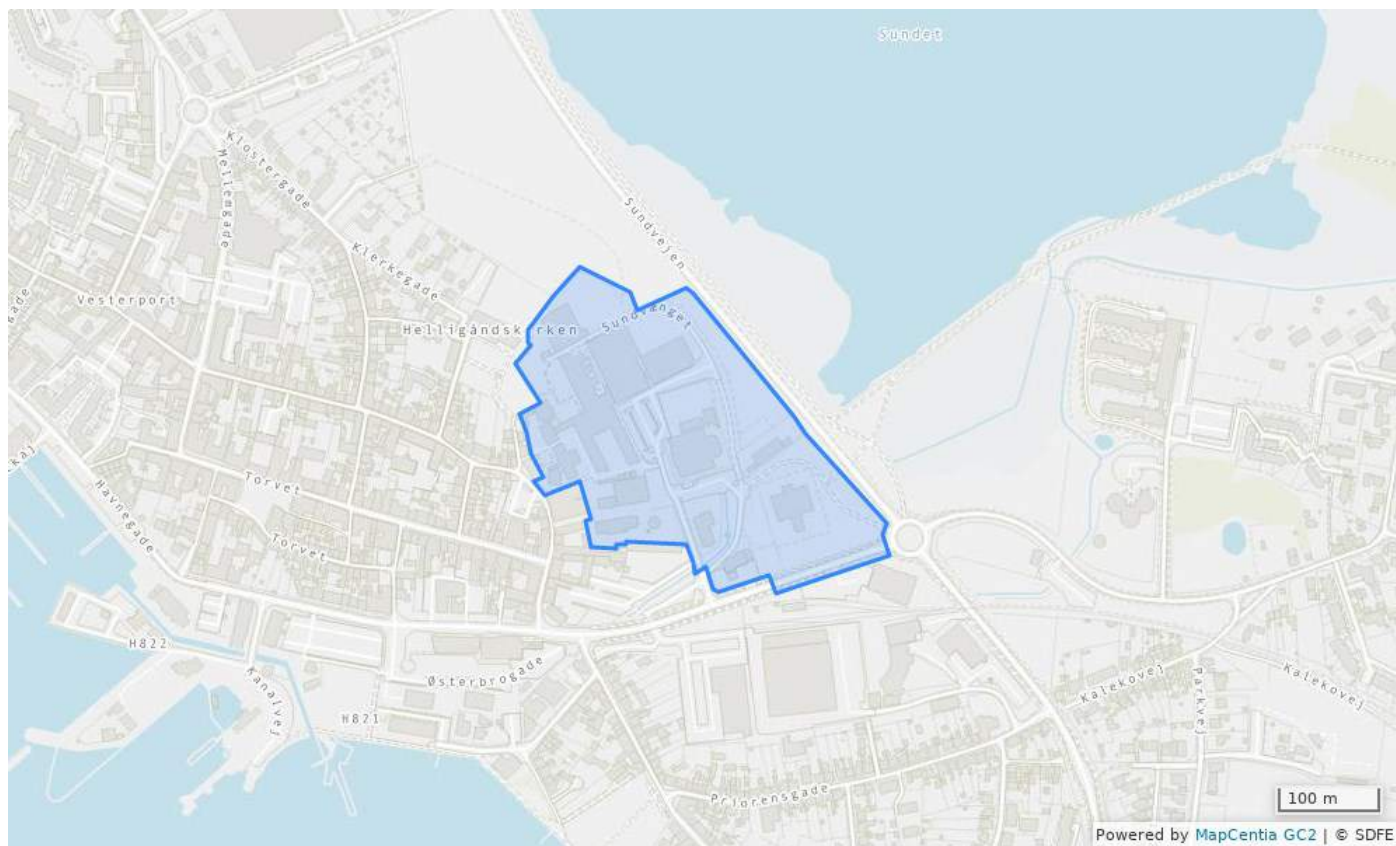 Sundet
Klostergade
Mellemgade
Sundvejen
Klerkegade
Vesterport
Helligåndskirken
Sundvænget
Torvet
Havnegade
Torvet
H822
Kanalvej
Østerbrogade
H821
Kalekovej
Parkvej
Kalekovej
Priorensgade
100 m
Powered by MapCentia GC2 | © SDFE